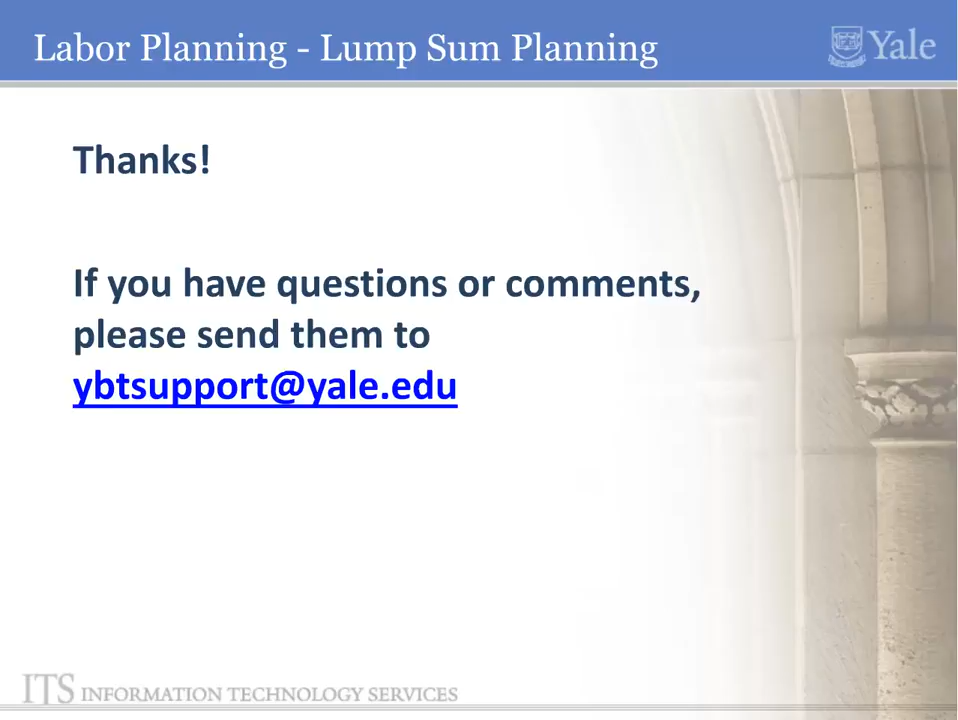 Labor Planning - Lump Sum Planning
Yale
Thanks!
If you have questions or comments,
please send them to
ybtsupport@yale.edu
ITS INFORMATION TECHNOLOGY SERVICES